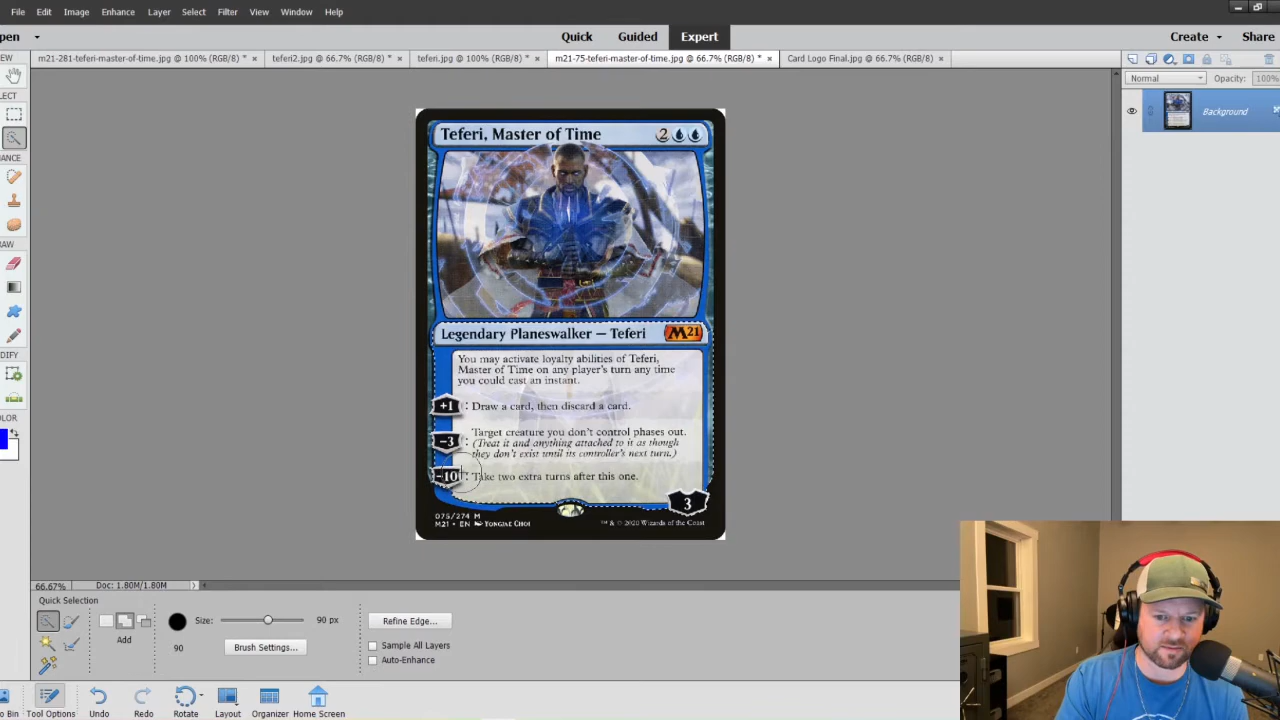 File Edit Image Enhance Layer Select Filter View Window Help
pen Quick Guided Expert Create Share
EW
m21-281-teferi-master-of-time.jpg @ 100% (RGB/8) * × teferi2.jpg @ 66.7% (RGB/8) * × teferi.jpg @ 100% (RGB/8) * × m21-75-teferi-master-of-time.jpg @ 66.7% (RGB/8) * × Card Logo Final.jpg @ 66.7% (RGB/8) ×
Normal Opacity: 100%
LECT
Background
HANCE
RAW
DIFY
OLOR
Teferi, Master of Time 2
Legendary Planeswalker — Teferi M21
You may activate loyalty abilities of Teferi,
Master of Time on any player's turn any time
you could cast an instant.
+1 : Draw a card, then discard a card.
−3 : Target creature you don't control phases out.
(Treat it and anything attached to it as though
they don't exist until its controller's next turn.)
−10 : Take two extra turns after this one.
3
075/274 M
M21 • EN Yongjae Choi
™ & © 2020 Wizards of the Coast
66.67% Doc: 1.80M/1.80M
Quick Selection
Add
Size: 90 px
90
Brush Settings...
Refine Edge...
Sample All Layers
Auto-Enhance
o Bin Tool Options Undo Redo Rotate Layout Organizer Home Screen